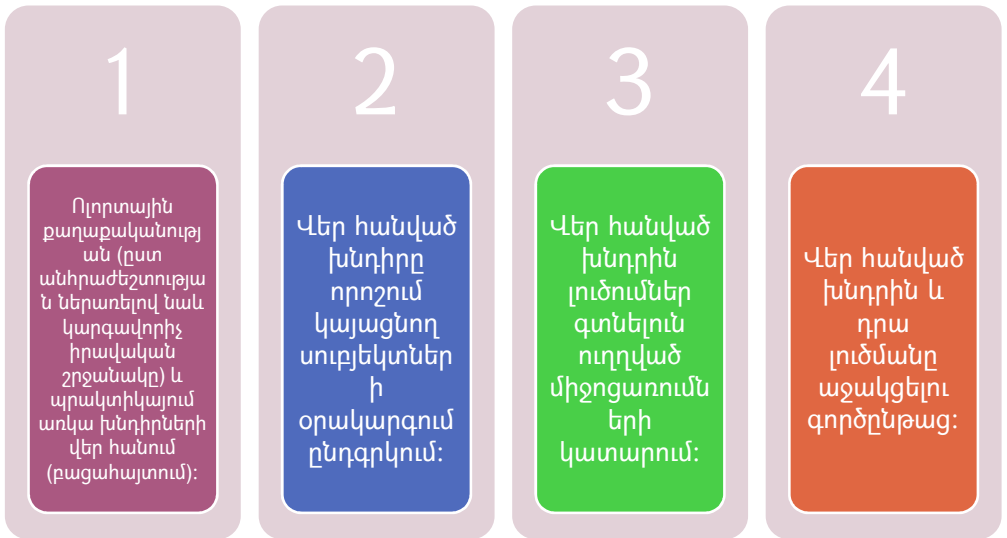 1
Ոլորտային
քաղաքականությ
ան (ըստ
անհրաժեշտությա
ն ներառելով նաև
կարգավորիչ
իրավական
շրջանակը) և
պրակտիկայում
առկա խնդիրների
վեր հանում
(բացահայտում):
2
Վեր հանված
խնդիրը
որոշում
կայացնող
սուբյեկտներ
ի
օրակարգում
ընդգրկում:
3
Վեր հանված
խնդրին
լուծումներ
գտնելուն
ուղղված
միջոցառումն
երի
կատարում:
4
Վեր հանված
խնդրին և
դրա
լուծմանը
աջակցելու
գործընթաց: